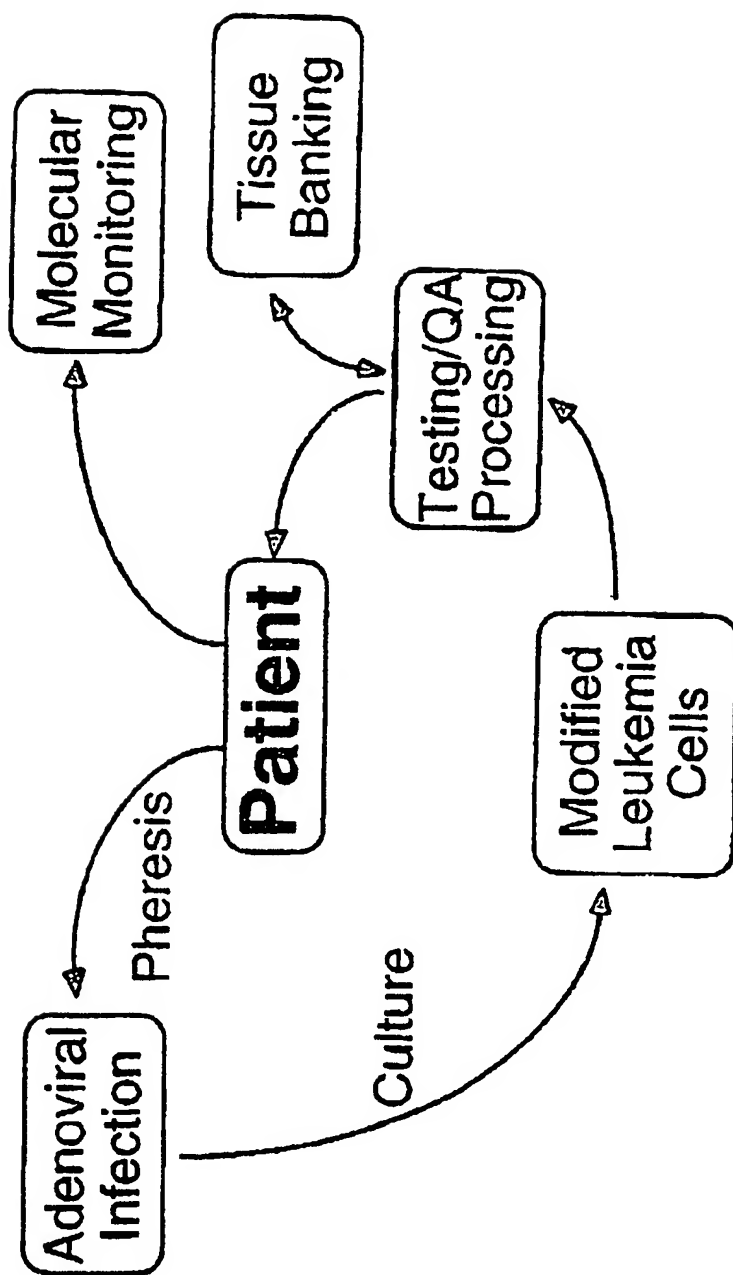 Adenoviral
Infection
Pheresis
Molecular
Monitoring
Patient
Tissue
Banking
Culture
Testing/QA
Processing
Modified
Leukemia
Cells